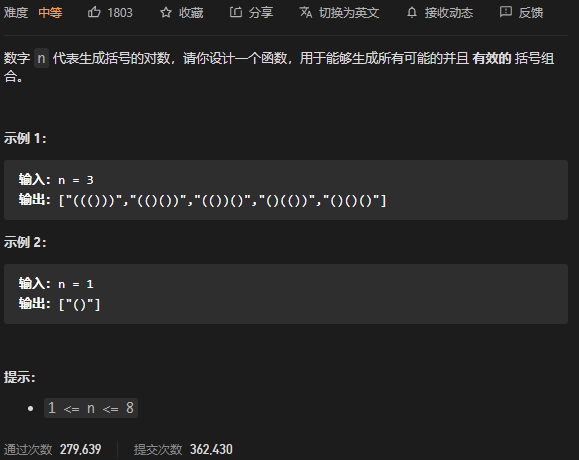 难度 中等 1803 收藏 分享 切换为英文 接收动态 反馈
数字 n 代表生成括号的对数，请你设计一个函数，用于能够生成所有可能的并且 有效的 括号组
合。
示例 1：
输入：n = 3
输出：["((()))","(()())","(())()","()(())","()()()"]
示例 2：
输入：n = 1
输出：["()"]
提示：
1 <= n <= 8
通过次数 279,639 提交次数 362,430